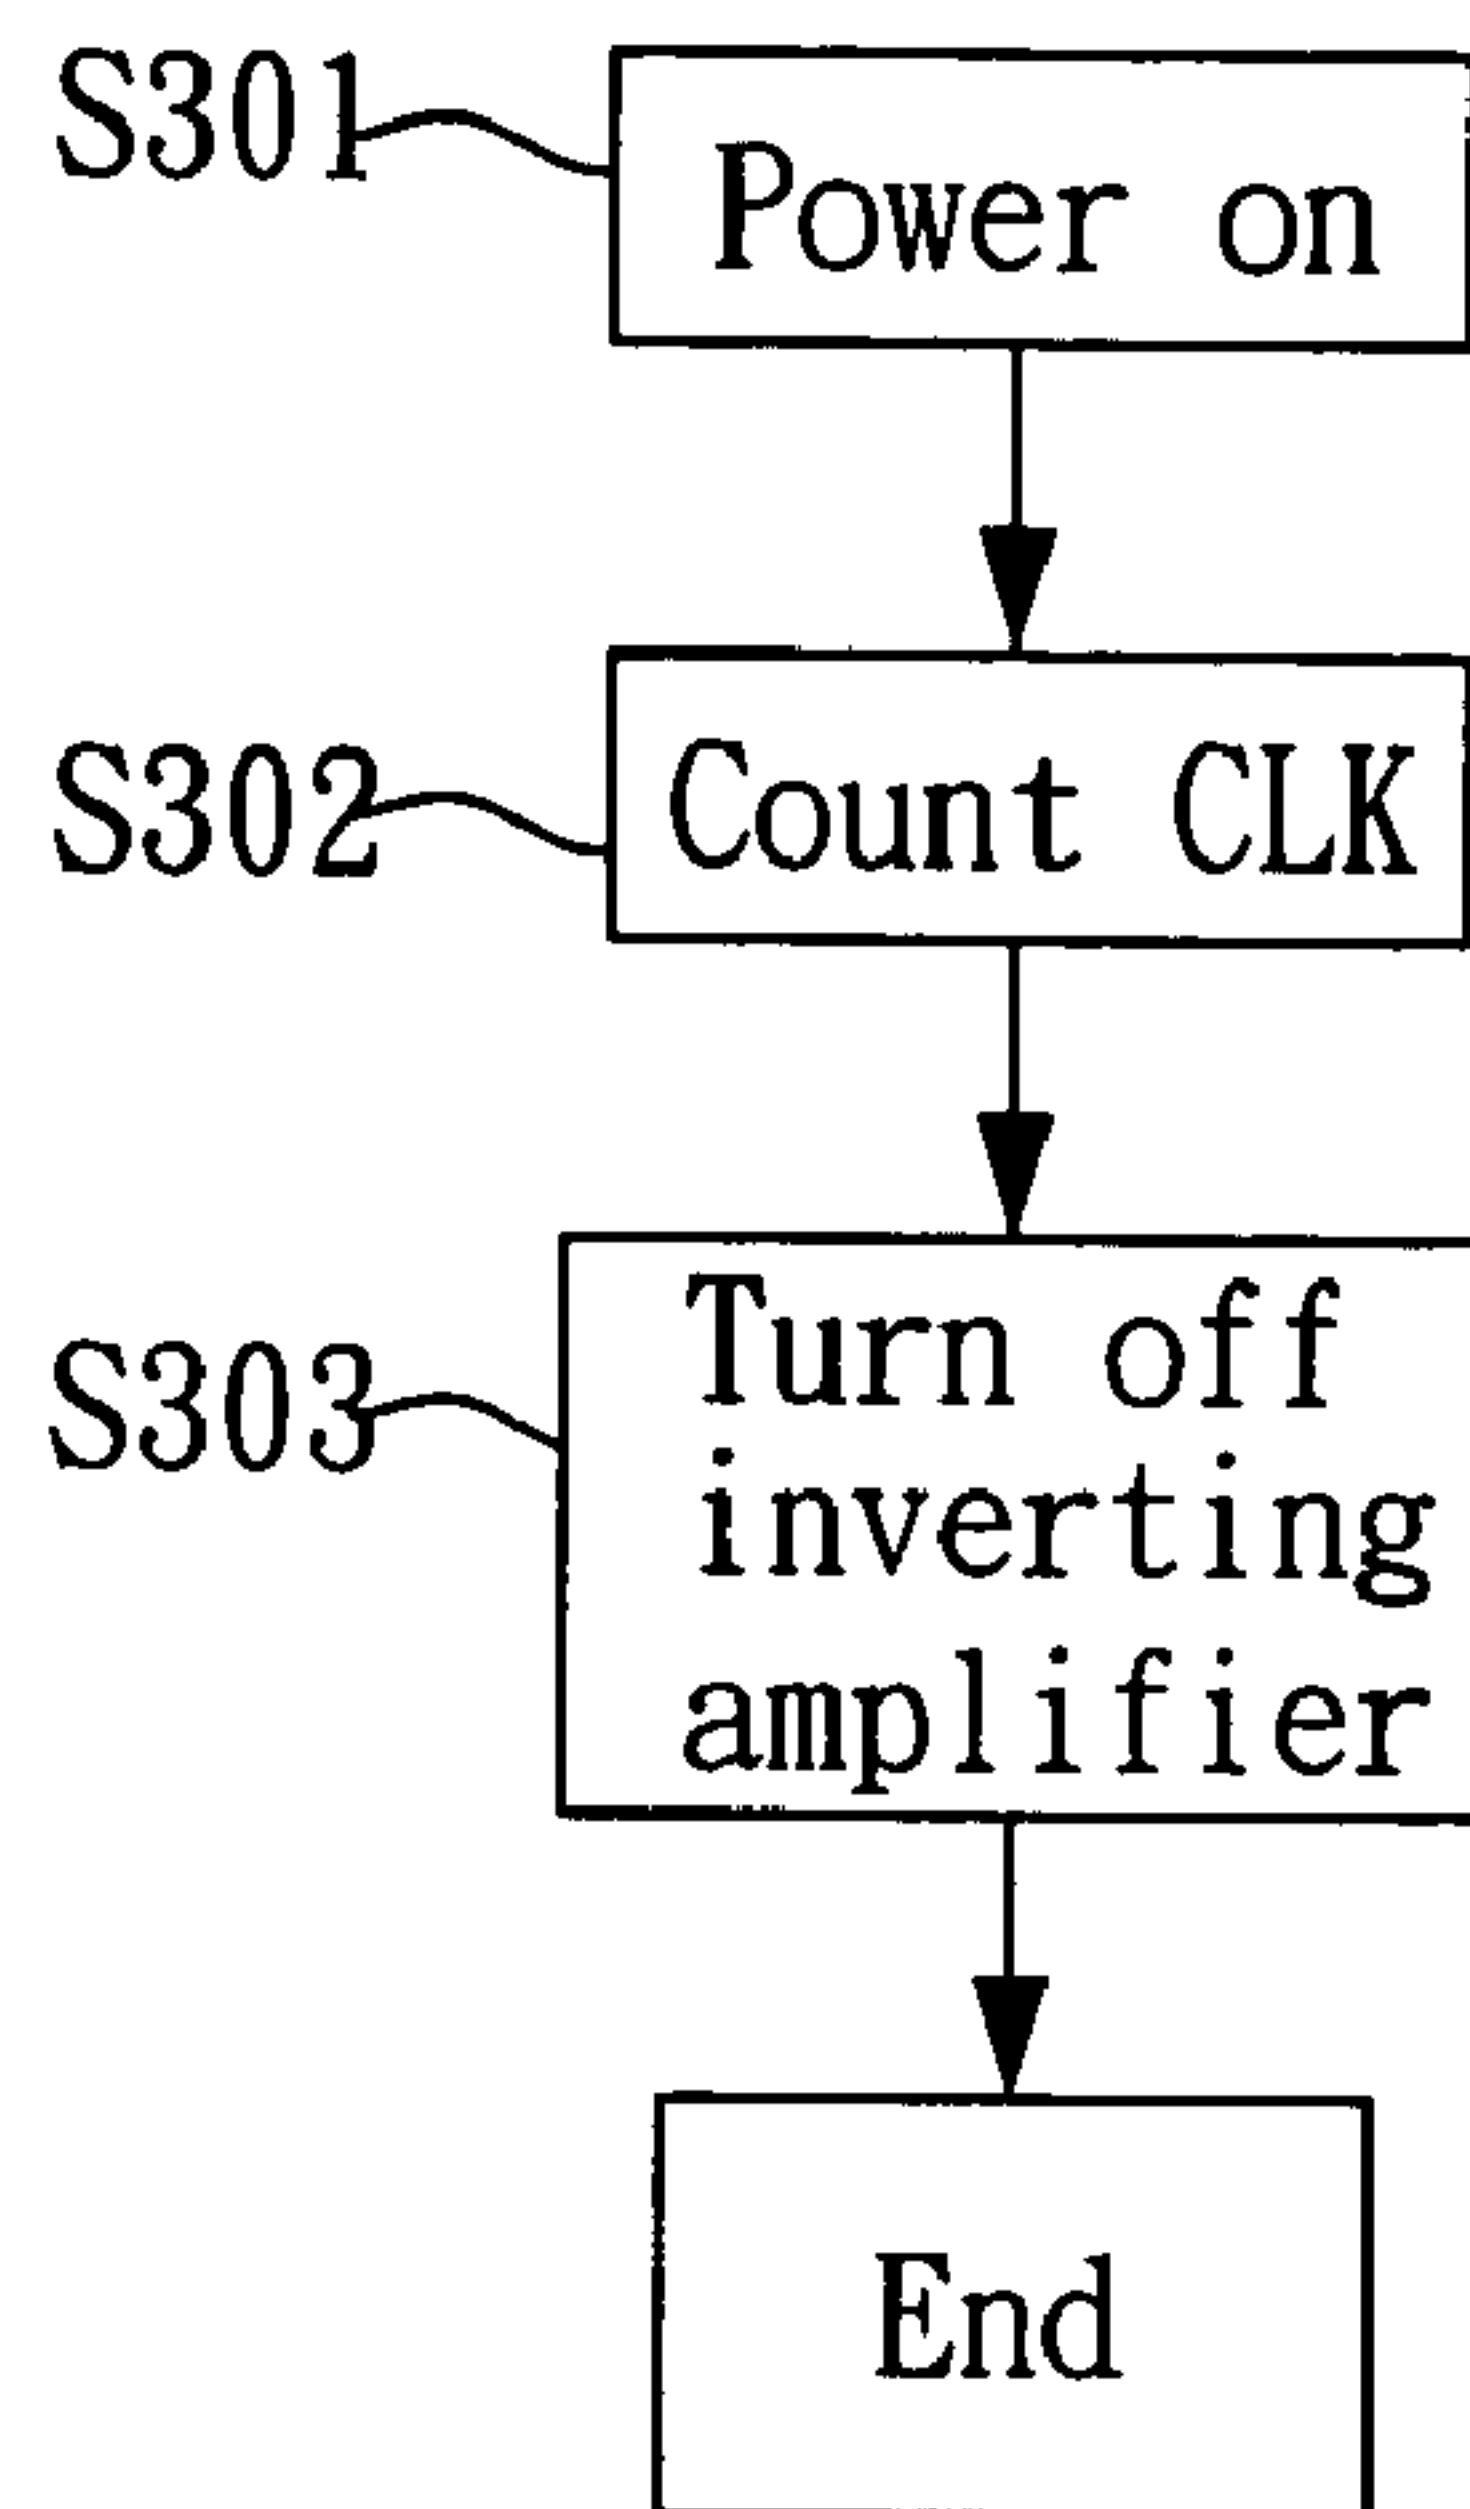 S301
Power on
S302
Count CLK
S303
Turn off
inverting
amplifier
End